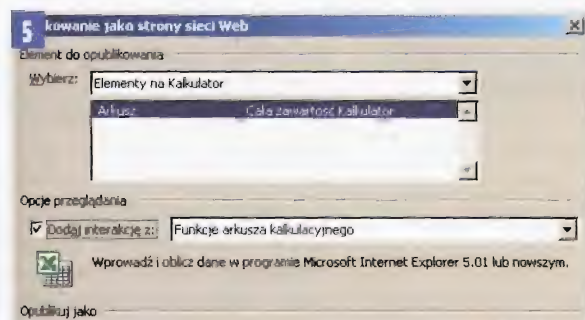 5 kowanie jako strony sieci Web
Element do opublikowania
Wybierz: Elementy na Kalkulator
Arkusz Cała zawartość Kalkulator
Opcje przeglądania
Dodaj interakcję z: Funkcje arkusza kalkulacyjnego
Wprowadź i oblicz dane w programie Microsoft Internet Explorer 5.01 lub nowszym.
Opublikuj jako